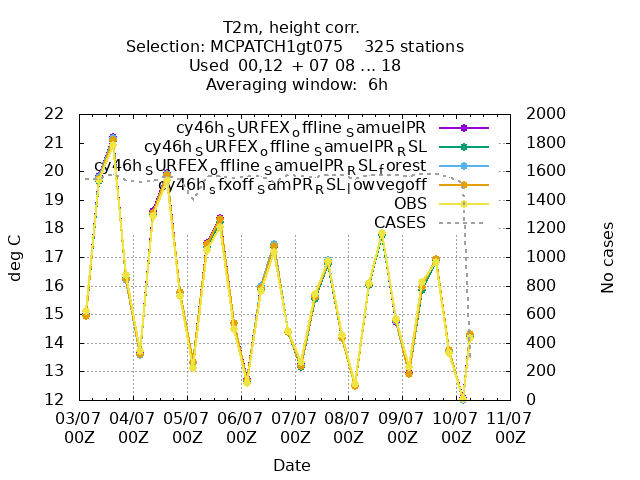 T2m, height corr.
Selection: MCPATCH1gt075 325 stations
Used 00,12 + 07 08 ... 18
Averaging window: 6h
deg C
No cases
22
21
20
19
18
17
16
15
14
13
12
2000
1800
1600
1400
1200
1000
800
600
400
200
0
cy46h_SURFEX_offline_SamuelPR
cy46h_SURFEX_offline_SamuelPR_RSL
cy46h_SURFEX_offline_SamuelPR_RSL_forest
cy46h_sfxoff_SamPR_RSL_lowvegoff
OBS
CASES
03/07 04/07 05/07 06/07 07/07 08/07 09/07 10/07 11/07
00Z 00Z 00Z 00Z 00Z 00Z 00Z 00Z 00Z
Date